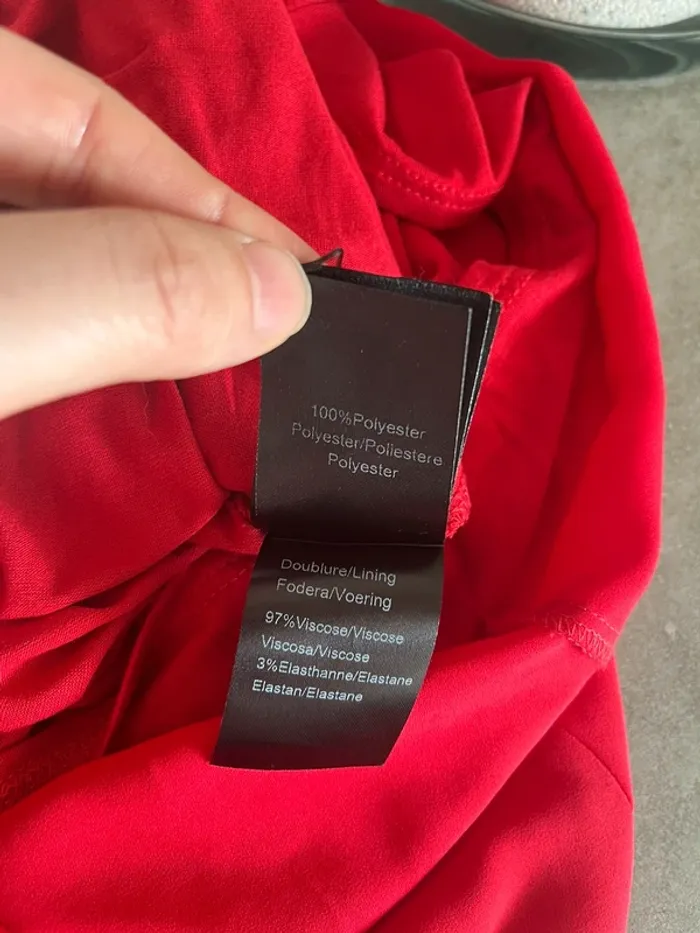 100%Polyester
Polyester/Poliestere
Polyester
Doublure/Lining
Fodera/Voering
97%Viscose/Viscose
Viscosa/Viscose
3%Elasthanne/Elastane
Elastan/Elastane